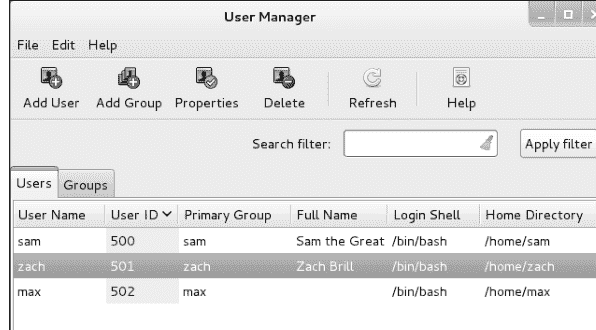 User Manager
File Edit Help
Add User Add Group Properties Delete Refresh Help
Search filter: Apply filter
Users Groups
User Name User ID Primary Group Full Name Login Shell Home Directory
sam 500 sam Sam the Great /bin/bash /home/sam
zach 501 zach Zach Brill /bin/bash /home/zach
max 502 max /bin/bash /home/max